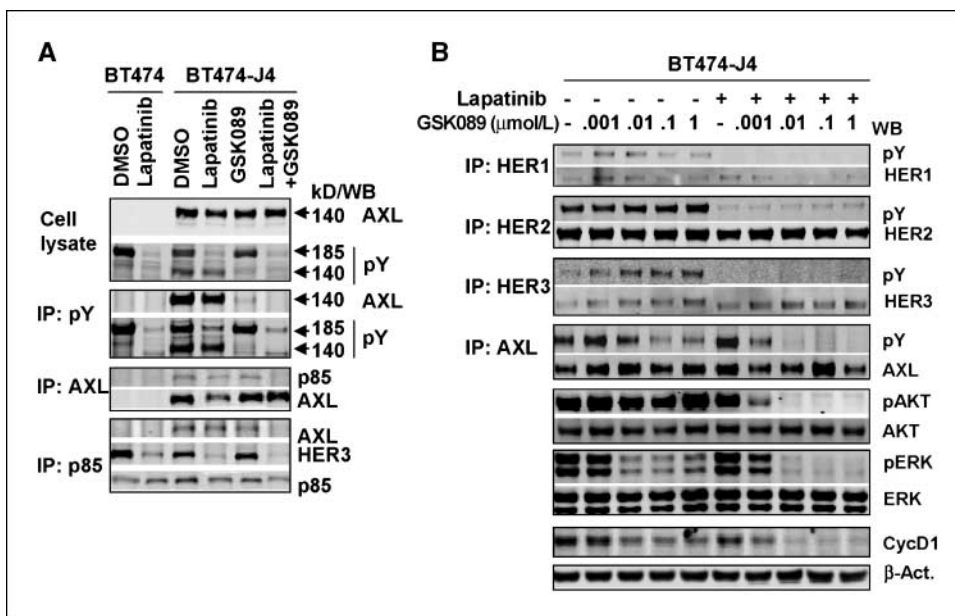 A
BT474
BT474-J4
DMSO
Lapatinib
DMSO
Lapatinib
GSK089
Lapatinib
+GSK089
kD/WB
Cell
lysate
140 AXL
185
140
pY
IP: pY
140 AXL
185
140
pY
IP: AXL
p85
AXL
IP: p85
AXL
HER3
p85
B
BT474-J4
Lapatinib - - - - - + + + + +
GSK089 (μmol/L) - .001 .01 .1 1 - .001 .01 .1 1 WB
IP: HER1
pY
HER1
IP: HER2
pY
HER2
IP: HER3
pY
HER3
IP: AXL
pY
AXL
pAKT
AKT
pERK
ERK
CycD1
β-Act.